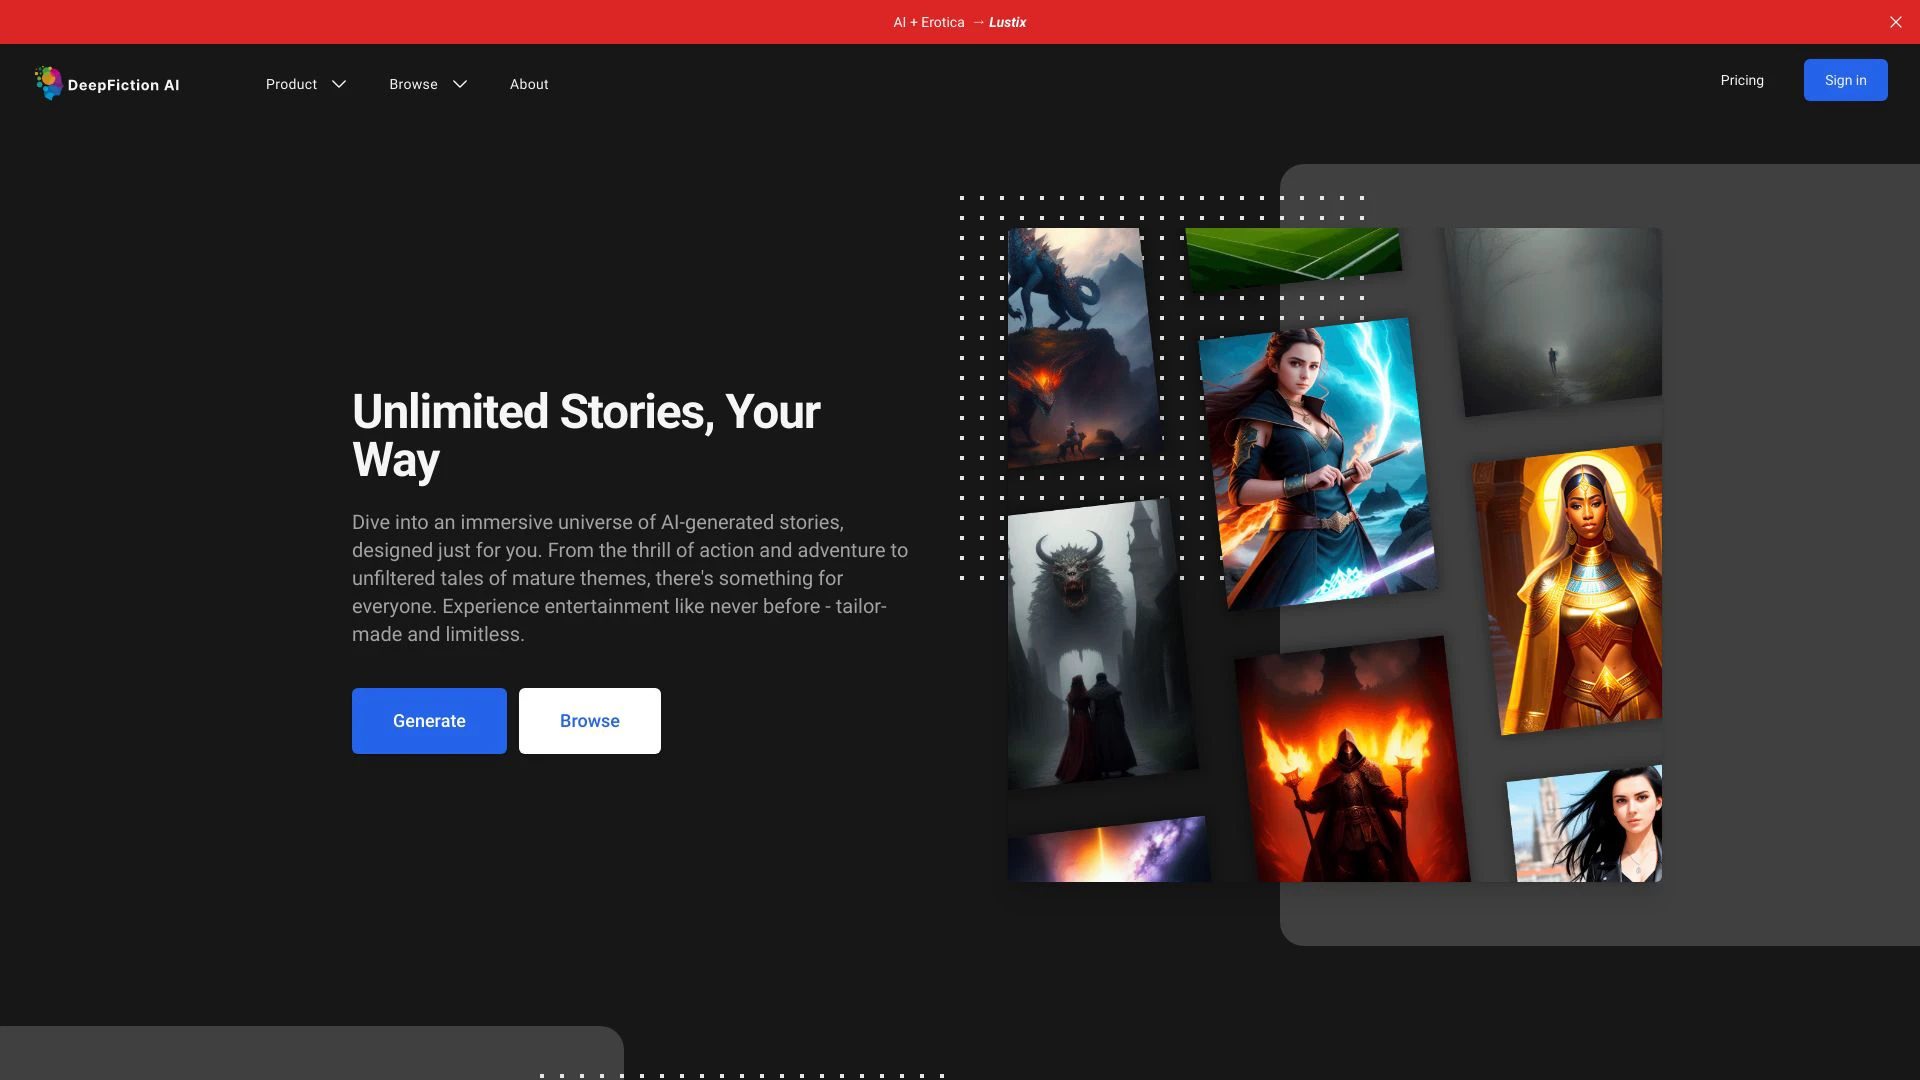 AI + Erotica → Lustix
DeepFiction AI
Product
Browse
About
Pricing
Sign in
Unlimited Stories, Your
Way
Dive into an immersive universe of AI-generated stories,
designed just for you. From the thrill of action and adventure to
unfiltered tales of mature themes, there's something for
everyone. Experience entertainment like never before - tailor-
made and limitless.
Generate
Browse